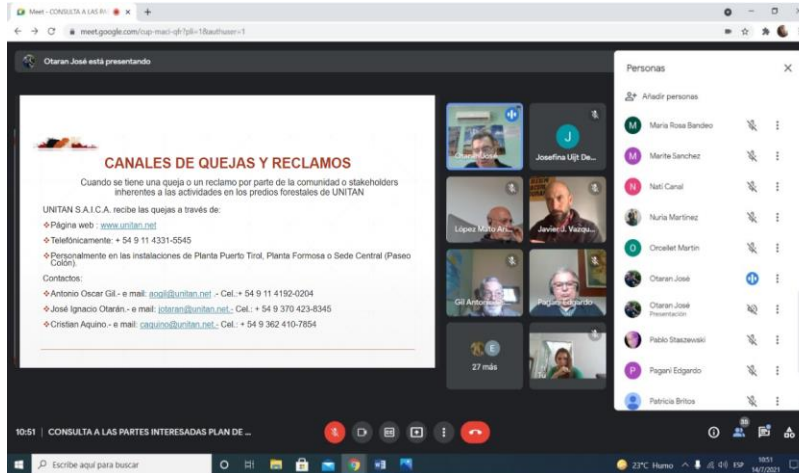 Meet - CONSULTA A LAS PA
meet.google.com/cup-macl-qfr?pli=1&authuser=1
Otaran José está presentando
CANALES DE QUEJAS Y RECLAMOS
Cuando se tiene una queja o un reclamo por parte de la comunidad o stakeholders
inherentes a las actividades en los predios forestales de UNITAN
UNITAN S.A.I.C.A. recibe las quejas a través de:
Página web : www.unitan.net
Telefónicamente: + 54 9 11 4331-5545
Personalmente en las instalaciones de Planta Puerto Tirol, Planta Formosa o Sede Central (Paseo
Colón).
Contactos:
Antonio Oscar Gil.- e mail: aogil@unitan.net .- Cel.:+ 54 9 11 4192-0204
José Ignacio Otarán.- e mail: jotaran@unitan.net.- Cel.: + 54 9 370 423-8345
Cristian Aquino.- e mail: caquino@unitan.net.- Cel. : + 54 9 362 410-7854
Otaran José
J
Josefina Uijt De...
López Mato An...
Javier J. Vazqu...
Gil Antonio
Pagani Edgardo
E
27 más
Tú
Personas
Añadir personas
M
Maria Rosa Bandeo
M
Marite Sanchez
N
Nati Canal
Nuria Martinez
O
Orcellet Martin
Otaran José
Otaran José
Presentación
Pablo Staszewski
P
Pagani Edgardo
Patricia Britos
10:51 | CONSULTA A LAS PARTES INTERESADAS PLAN DE ...
Escribe aquí para buscar
23°C Humo
ESP
10:51
14/7/2021